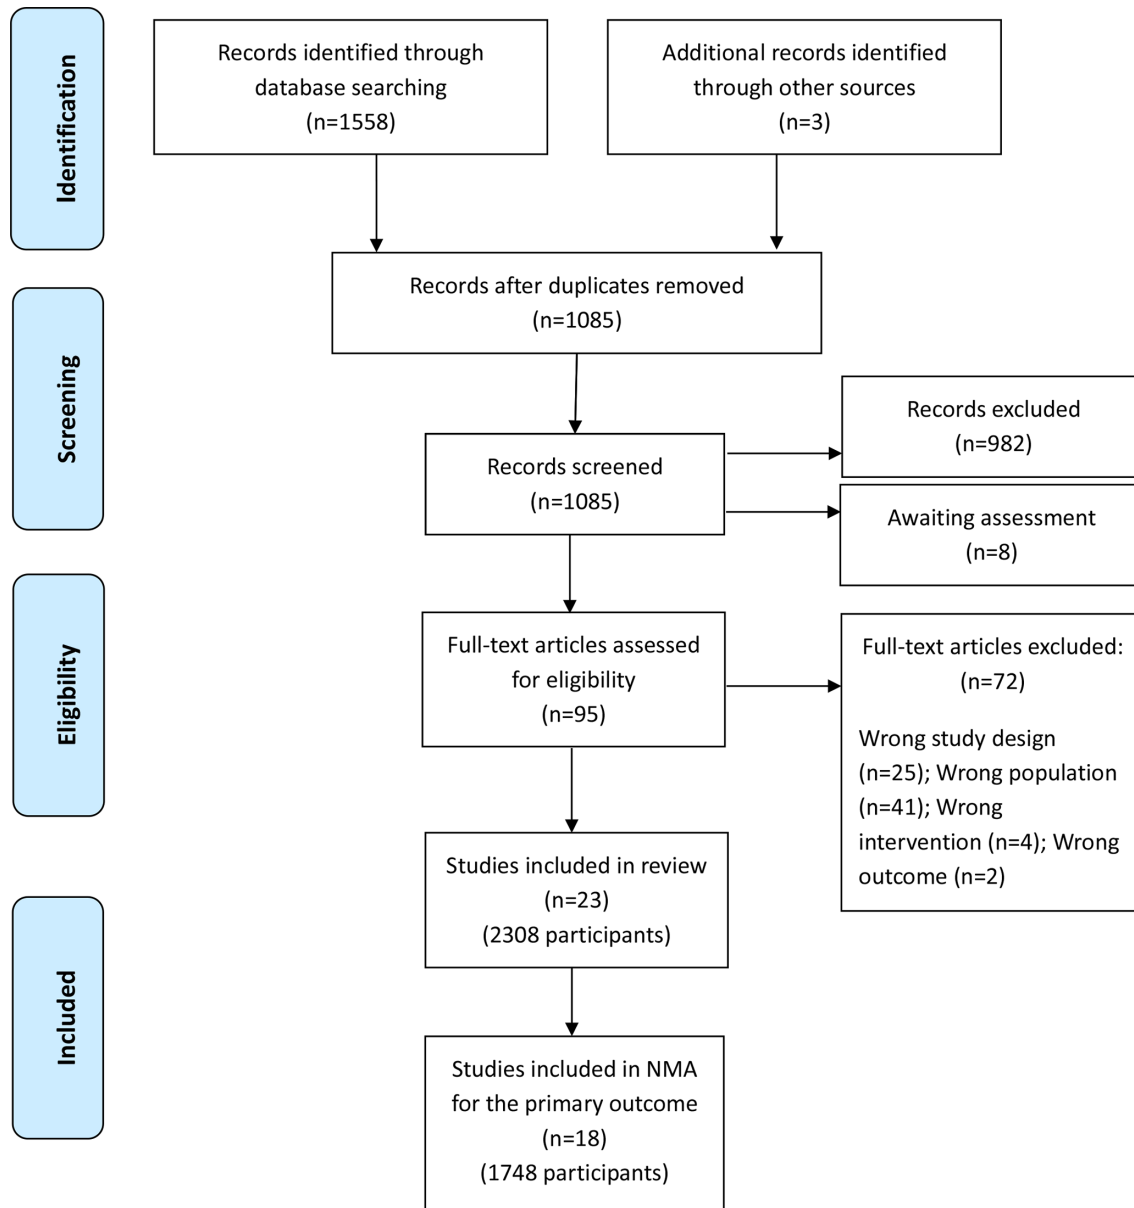 Identification
Records identified through
database searching
(n=1558)
Additional records identified
through other sources
(n=3)
Records after duplicates removed
(n=1085)
Screening
Records screened
(n=1085)
Records excluded
(n=982)
Awaiting assessment
(n=8)
Eligibility
Full-text articles assessed
for eligibility
(n=95)
Full-text articles excluded:
(n=72)
Wrong study design
(n=25); Wrong population
(n=41); Wrong
intervention (n=4); Wrong
outcome (n=2)
Studies included in review
(n=23)
(2308 participants)
Included
Studies included in NMA
for the primary outcome
(n=18)
(1748 participants)